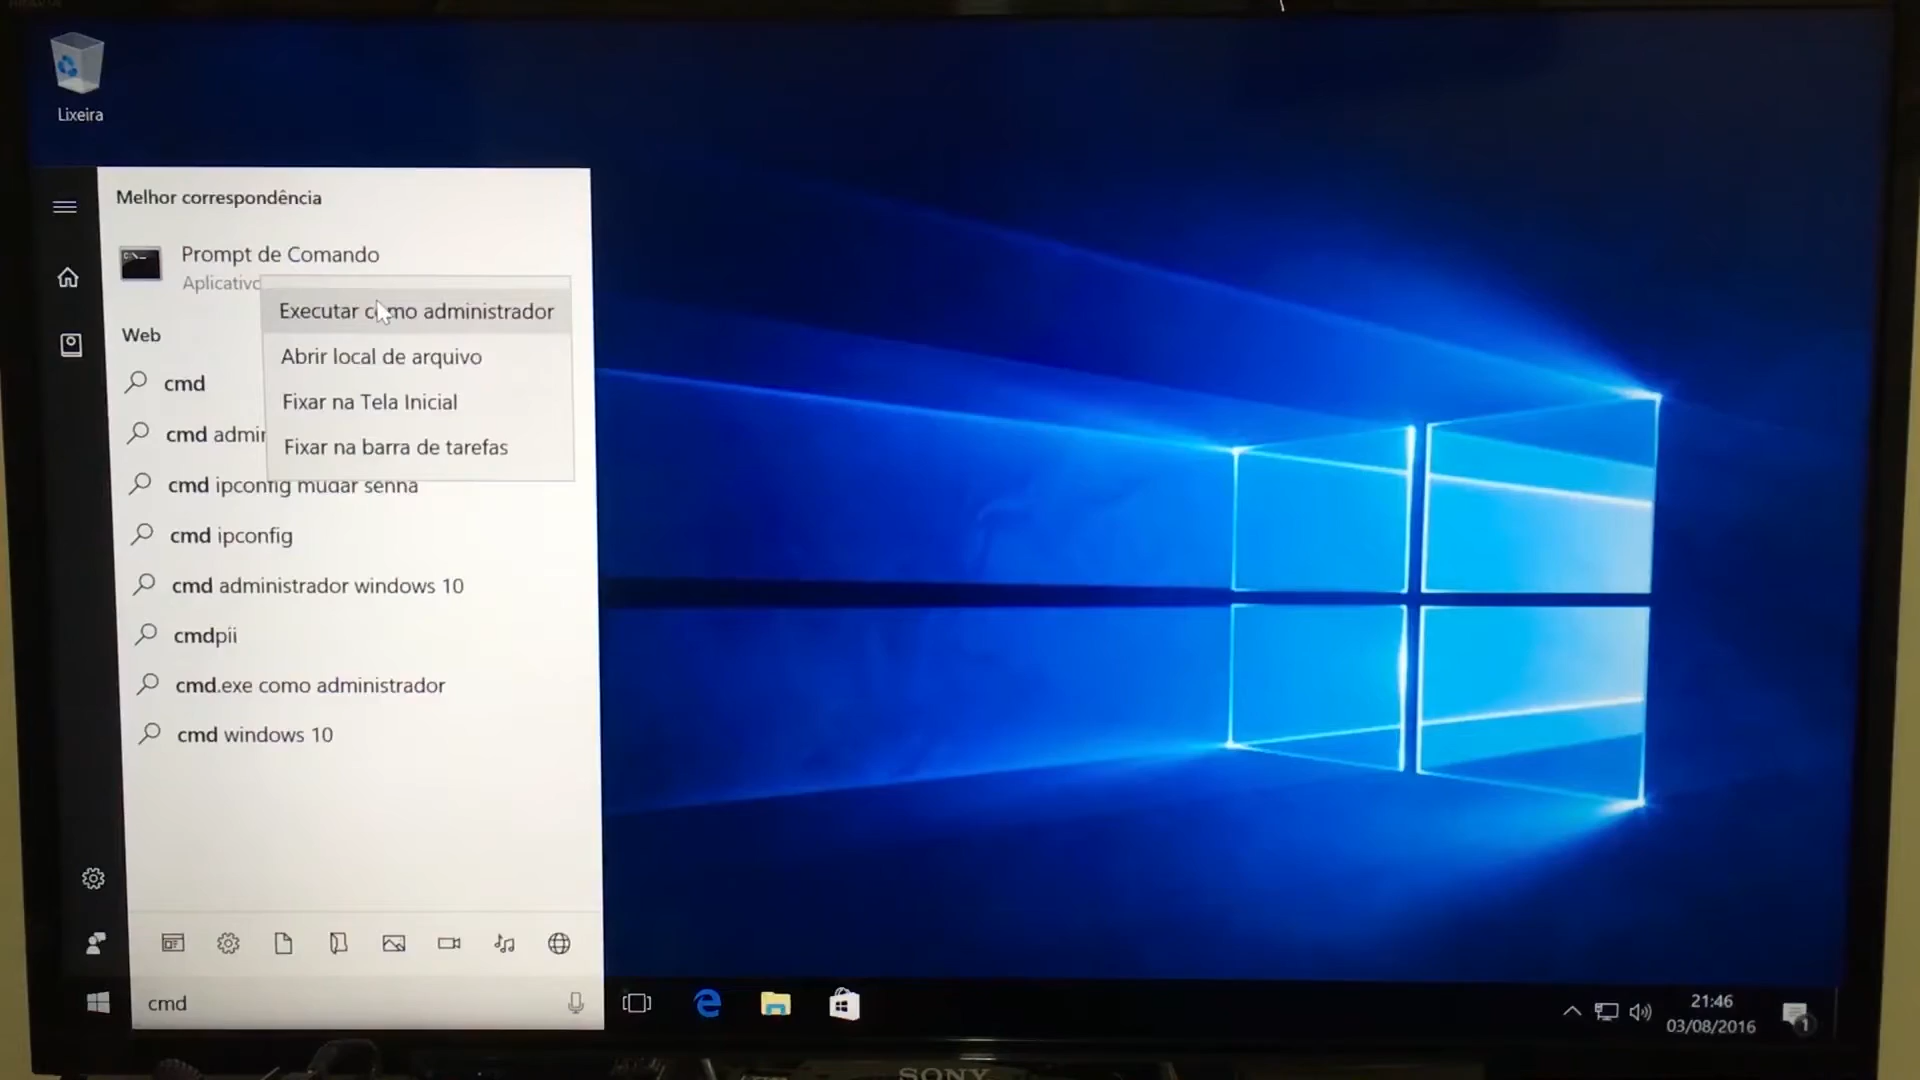 Lixeira
Melhor correspondência
Prompt de Comando
Aplicativo
Executar como administrador
Abrir local de arquivo
Fixar na Tela Inicial
Fixar na barra de tarefas
Web
cmd
cmd admin
cmd ipconfig mudar senha
cmd ipconfig
cmd administrador windows 10
cmdpii
cmd.exe como administrador
cmd windows 10
cmd
21:46
03/08/2016
1
SONY